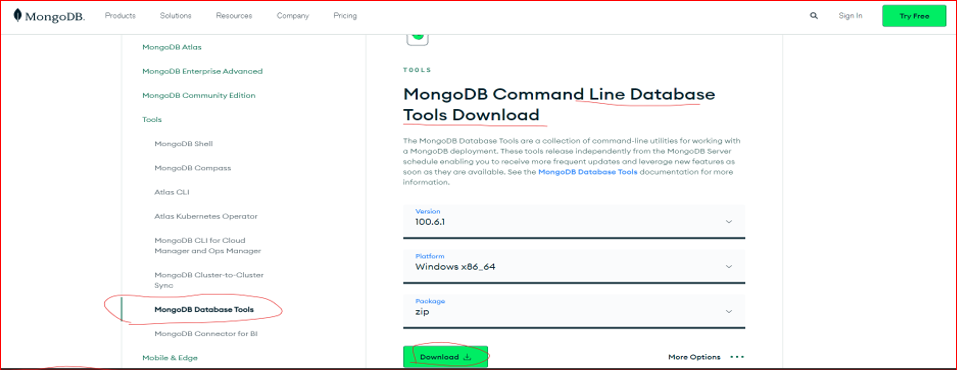 MongoDB.
Products
Solutions
Resources
Company
Pricing
Sign In
Try Free
MongoDB Atlas
MongoDB Enterprise Advanced
MongoDB Community Edition
Tools
MongoDB Shell
MongoDB Compass
Atlas CLI
Atlas Kubernetes Operator
MongoDB CLI for Cloud
Manager and Ops Manager
MongoDB Cluster-to-Cluster
Sync
MongoDB Database Tools
MongoDB Connector for BI
Mobile & Edge
TOOLS
MongoDB Command Line Database
Tools Download
The MongoDB Database Tools are a collection of command-line utilities for working with
a MongoDB deployment. These tools release independently from the MongoDB Server
schedule enabling you to receive more frequent updates and leverage new features as
soon as they are available. See the MongoDB Database Tools documentation for more
information.
Version
100.6.1
Platform
Windows x86_64
Package
zip
Download
More Options